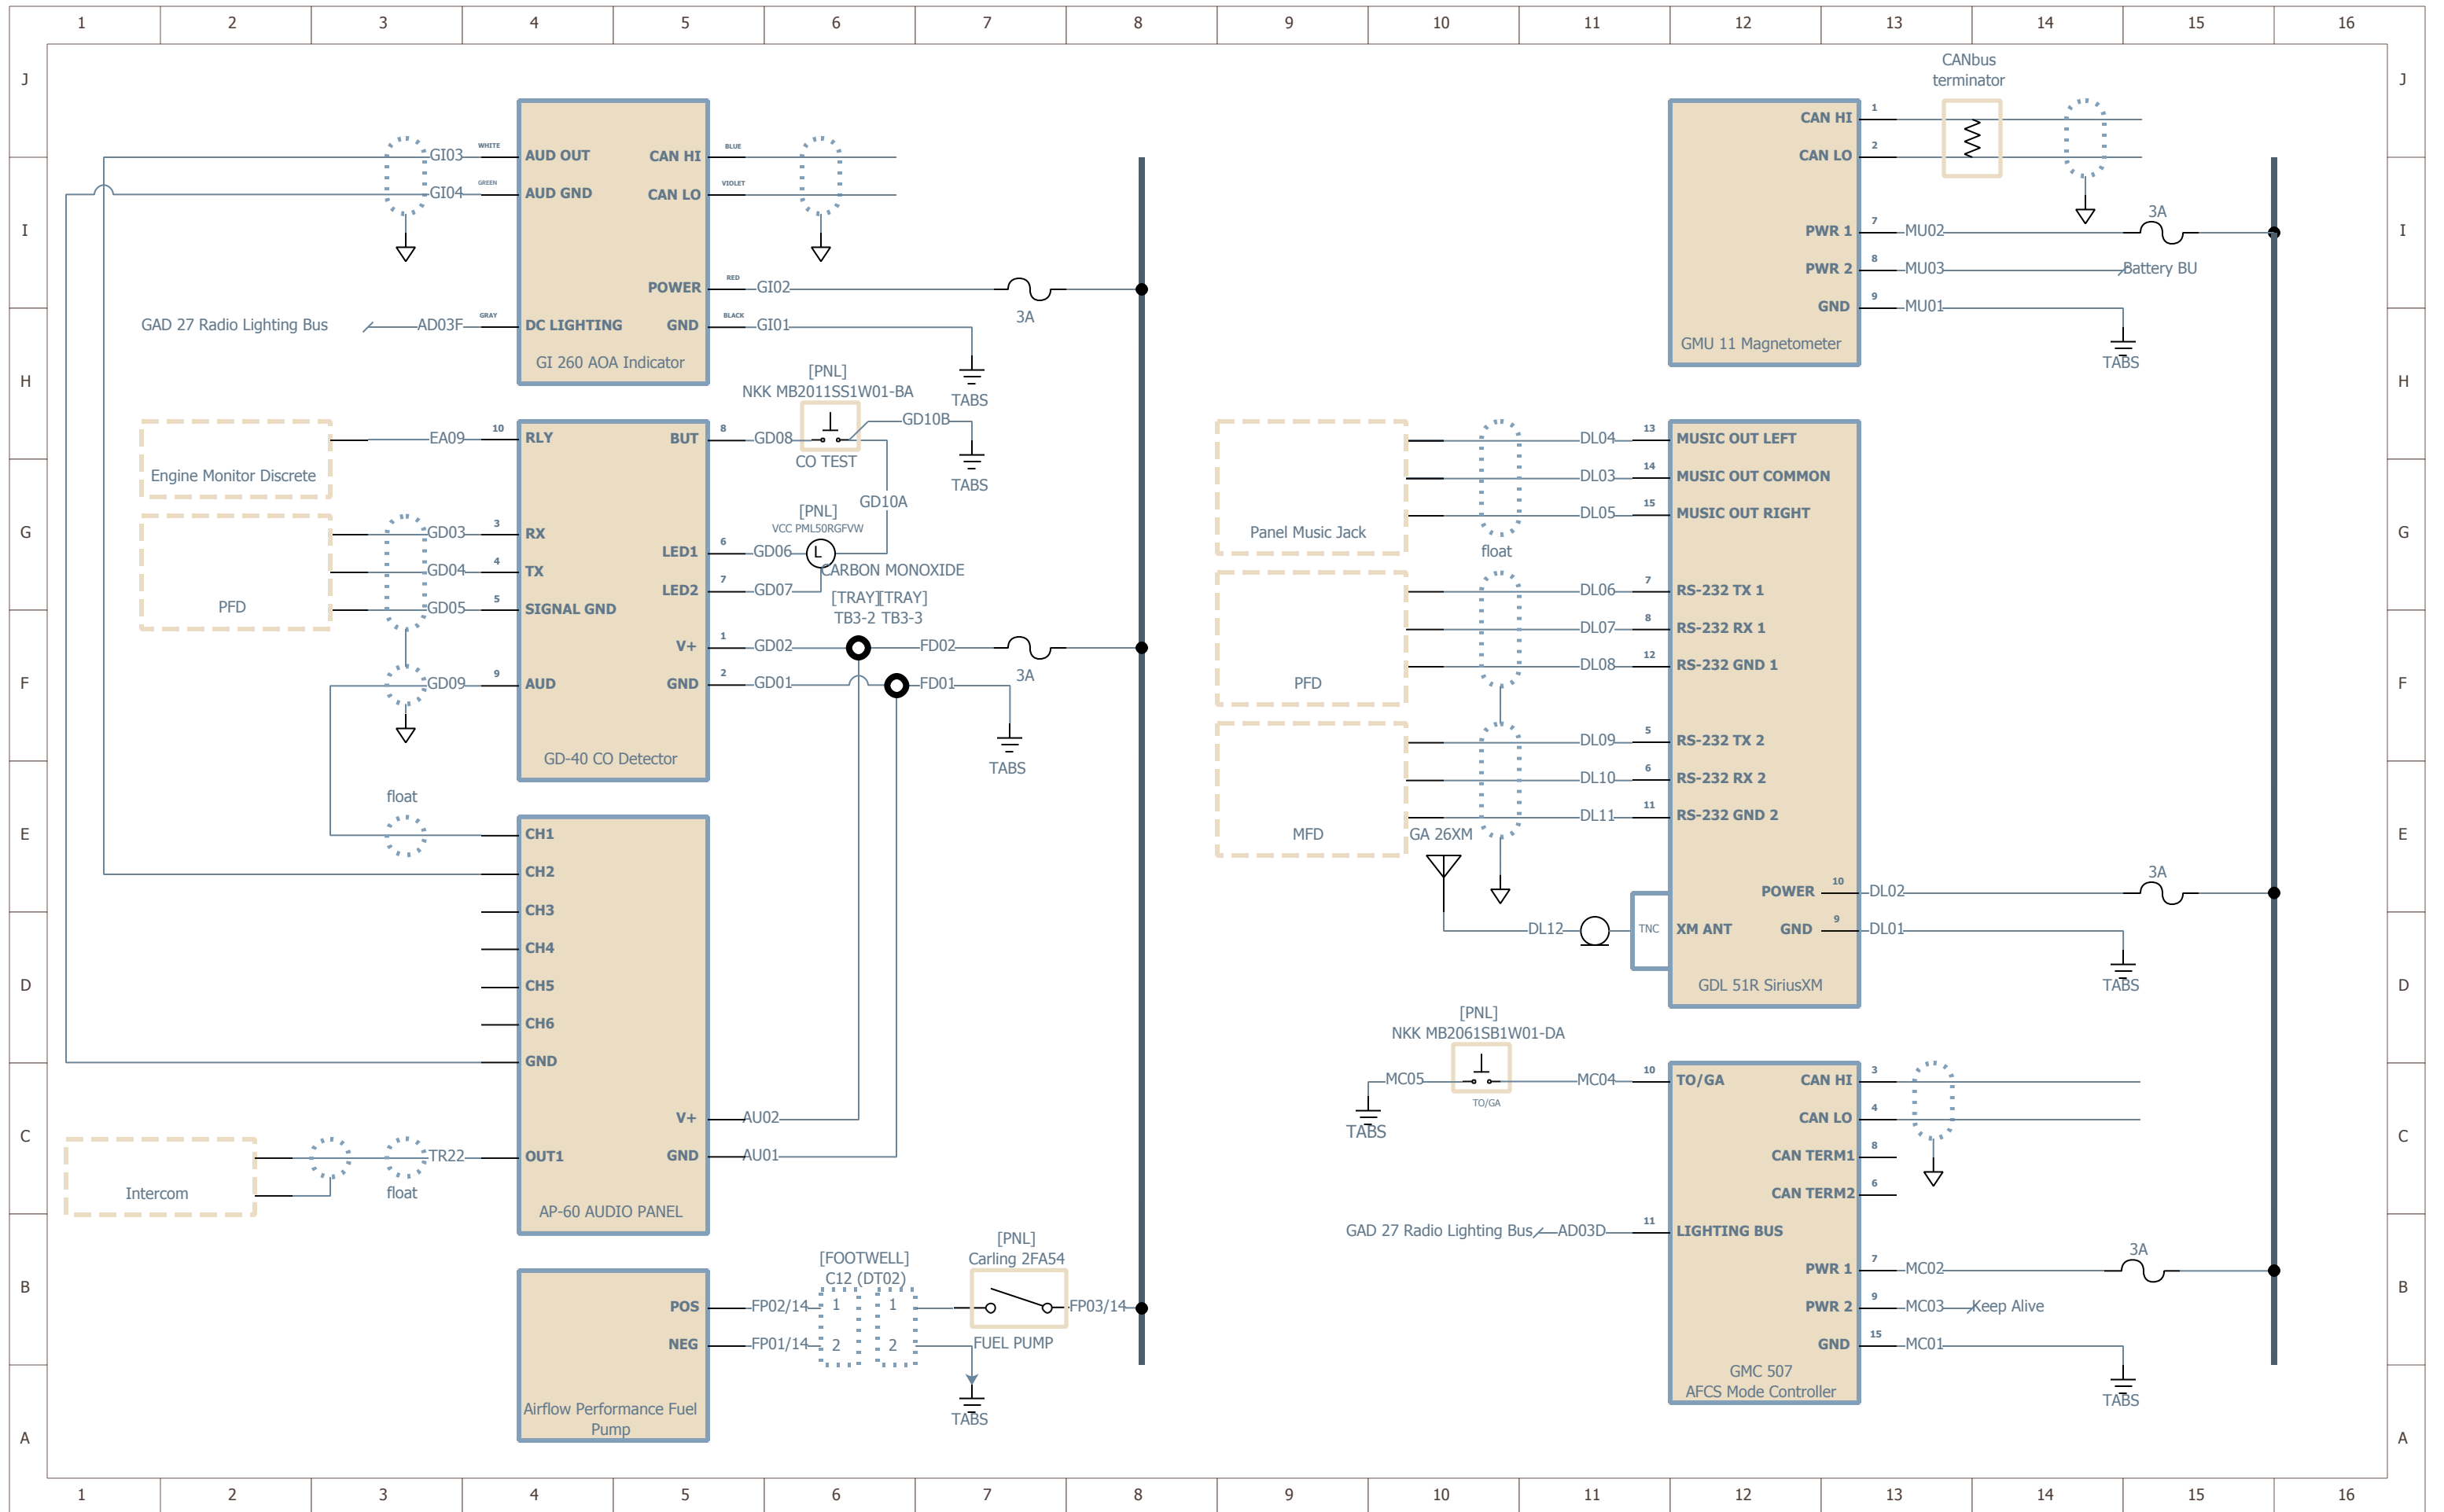 1 2 3 4 5 6 7 8 9 10 11 12 13 14 15 16
J
I
H
G
F
E
D
C
B
A
GI03
WHITE
AUD OUT
CAN HI
BLUE
GI04
GREEN
AUD GND
CAN LO
VIOLET
POWER
RED
GI02
3A
GAD 27 Radio Lighting Bus
AD03F
GRAY
DC LIGHTING
GND
BLACK
GI01
TABS
GI 260 AOA Indicator
[PNL]
NKK MB2011SS1W01-BA
GD10B
TABS
CO TEST
Engine Monitor Discrete
EA09
10
RLY
BUT
8
GD08
GD10A
[PNL]
VCC PML50RGFVW
L
CARBON MONOXIDE
PFD
GD03
3
RX
GD04
4
TX
GD05
5
SIGNAL GND
LED1
6
GD06
LED2
7
GD07
[TRAY][TRAY]
TB3-2 TB3-3
V+
1
GD02
FD02
3A
GD09
9
AUD
GND
2
GD01
FD01
TABS
GD-40 CO Detector
float
CH1
CH2
CH3
CH4
CH5
CH6
GND
V+
AU02
Intercom
TR22
float
OUT1
GND
AU01
AP-60 AUDIO PANEL
[FOOTWELL]
C12 (DT02)
[PNL]
Carling 2FA54
POS
FP02/14
1
1
FP03/14
NEG
FP01/14
2
2
FUEL PUMP
TABS
Airflow Performance Fuel
Pump
CANbus
terminator
CAN HI
1
CAN LO
2
PWR 1
7
MU02
3A
PWR 2
8
MU03
Battery BU
GND
9
MU01
TABS
GMU 11 Magnetometer
Panel Music Jack
DL04
13
MUSIC OUT LEFT
DL03
14
MUSIC OUT COMMON
DL05
15
MUSIC OUT RIGHT
float
PFD
DL06
7
RS-232 TX 1
DL07
8
RS-232 RX 1
DL08
12
RS-232 GND 1
MFD
DL09
5
RS-232 TX 2
DL10
6
RS-232 RX 2
DL11
11
RS-232 GND 2
GA 26XM
POWER
10
DL02
3A
DL12
TNC
XM ANT
GND
9
DL01
TABS
GDL 51R SiriusXM
[PNL]
NKK MB2061SB1W01-DA
MC05
TO/GA
TABS
MC04
10
TO/GA
CAN HI
3
CAN LO
4
CAN TERM1
8
CAN TERM2
6
GAD 27 Radio Lighting Bus
AD03D
11
LIGHTING BUS
PWR 1
7
MC02
3A
PWR 2
9
MC03
Keep Alive
GND
15
MC01
TABS
GMC 507
AFCS Mode Controller
J
I
H
G
F
E
D
C
B
A
1 2 3 4 5 6 7 8 9 10 11 12 13 14 15 16